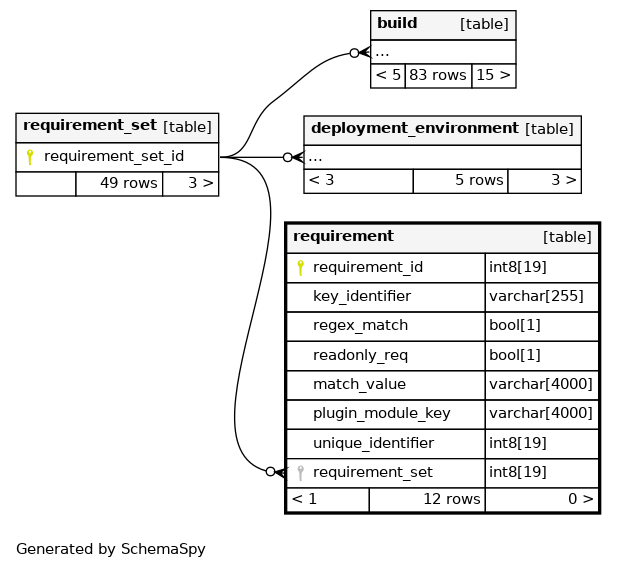 build [table]
...
< 5 83 rows 15 >
requirement_set [table]
requirement_set_id
49 rows 3 >
deployment_environment [table]
...
< 3 5 rows 3 >
requirement [table]
requirement_id int8[19]
key_identifier varchar[255]
regex_match bool[1]
readonly_req bool[1]
match_value varchar[4000]
plugin_module_key varchar[4000]
unique_identifier int8[19]
requirement_set int8[19]
< 1 12 rows 0 >
Generated by SchemaSpy